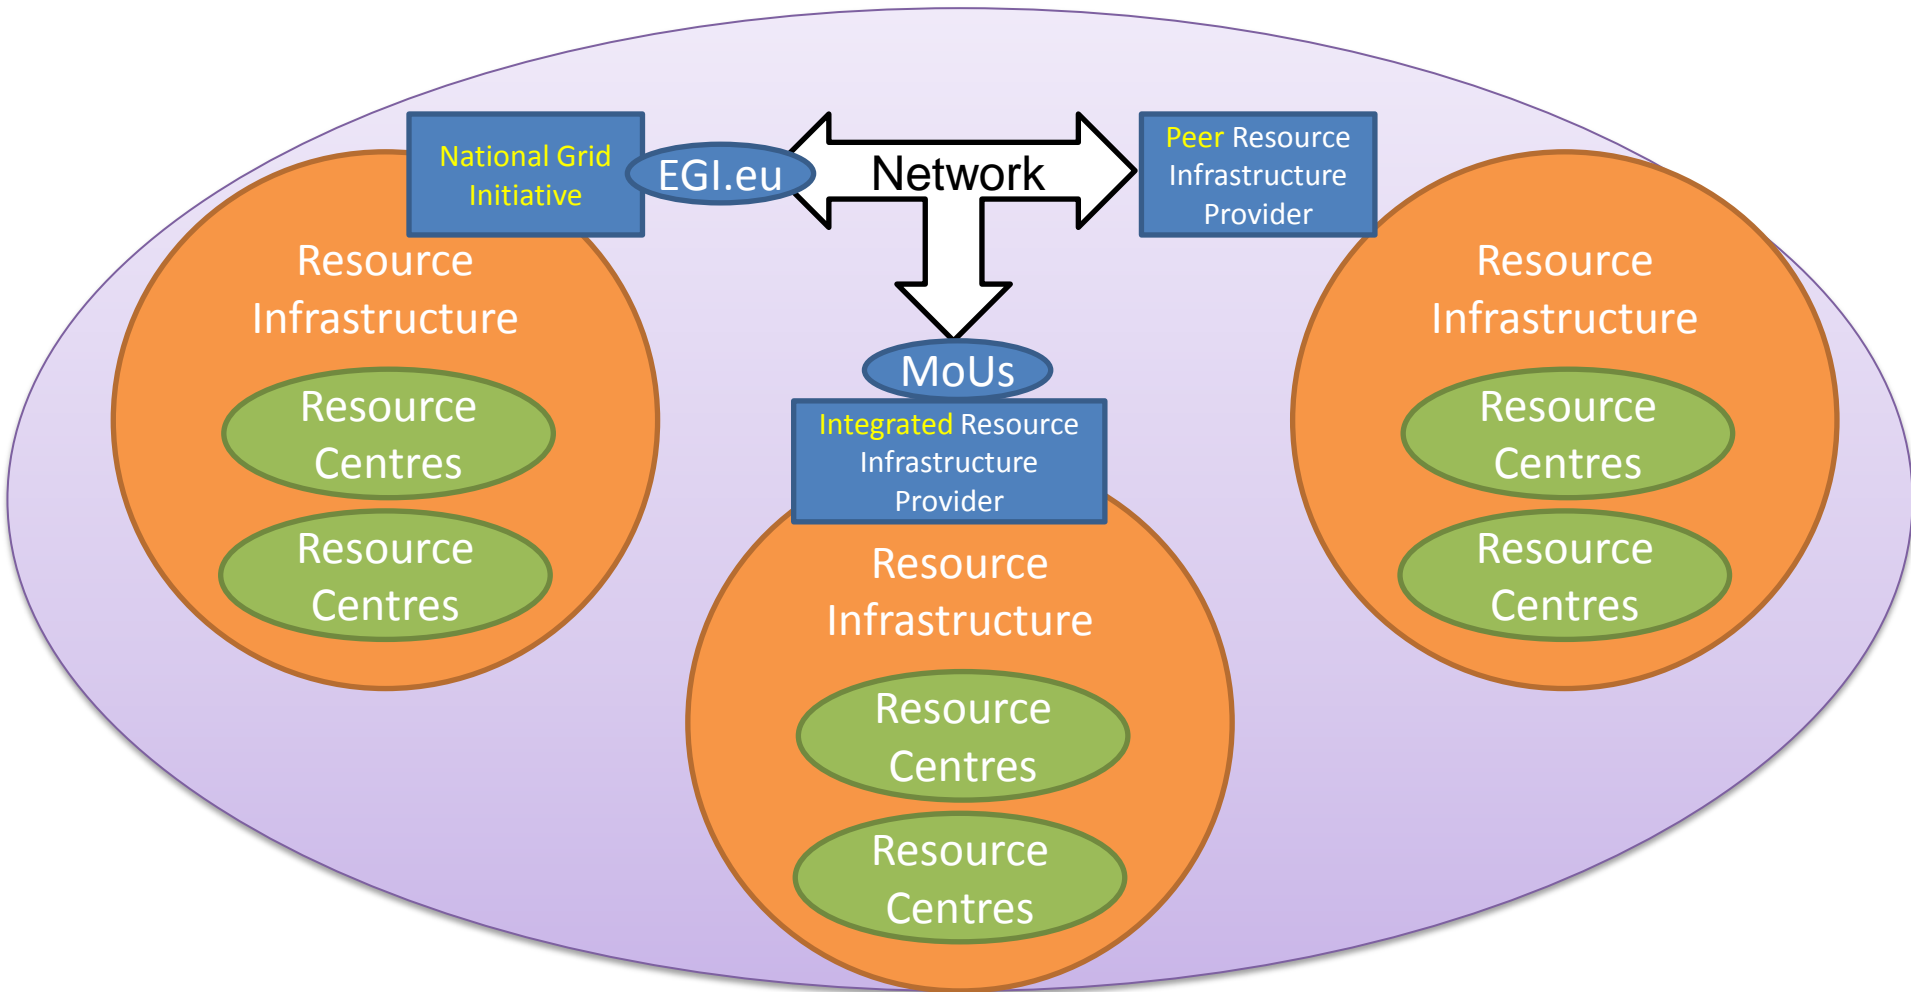 National Grid
Initiative
EGI.eu
Network
Peer Resource
Infrastructure
Provider
Resource
Infrastructure
Resource
Centres
Resource
Centres
MoUs
Integrated Resource
Infrastructure
Provider
Resource
Infrastructure
Resource
Centres
Resource
Centres
Resource
Infrastructure
Resource
Centres
Resource
Centres